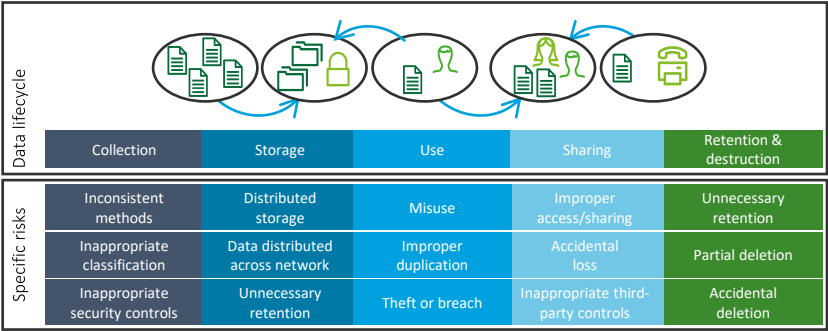 Data lifecycle
Collection
Storage
Use
Sharing
Retention &
destruction
Specific risks
Inconsistent
methods
Distributed
storage
Misuse
Improper
access/sharing
Unnecessary
retention
Inappropriate
classification
Data distributed
across network
Improper
duplication
Accidental
loss
Partial deletion
Inappropriate
security controls
Unnecessary
retention
Theft or breach
Inappropriate third-
party controls
Accidental
deletion